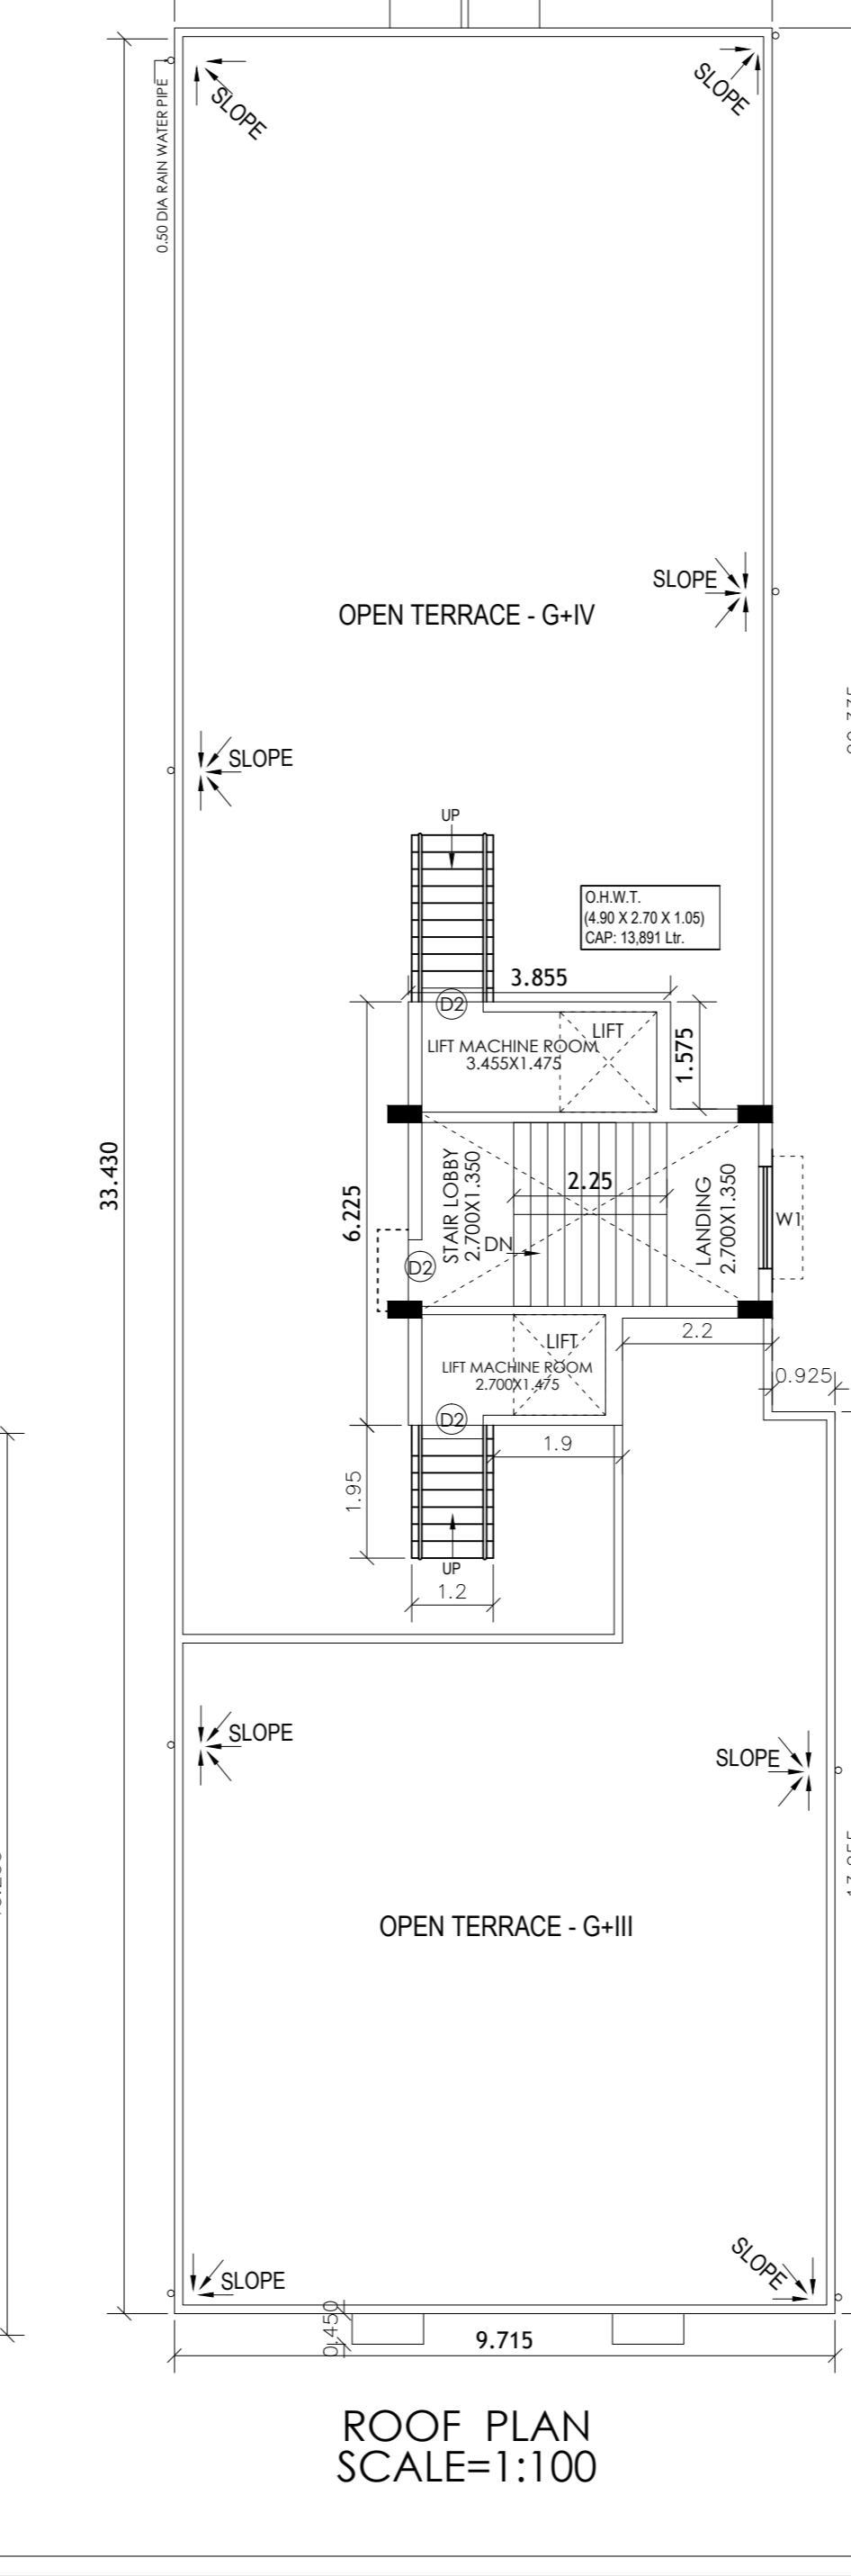 0.50 DIA RAIN WATER PIPE
SLOPE
SLOPE
SLOPE
OPEN TERRACE - G+IV
SLOPE
UP
O.H.W.T.
(4.90 X 2.70 X 1.05)
CAP: 13,891 Ltr.
3.855
D2
LIFT
LIFT MACHINE ROOM
3.455X1.475
1.575
33.430
6.225
STAIR LOBBY
2.700X1.350
2.25
DN
LANDING
2.700X1.350
W1
D2
2.2
LIFT
LIFT MACHINE ROOM
2.700X1.475
0.925
D2
1.9
1.95
UP
1.2
SLOPE
SLOPE
OPEN TERRACE - G+III
SLOPE
SLOPE
0.450
9.715
ROOF PLAN
SCALE=1:100